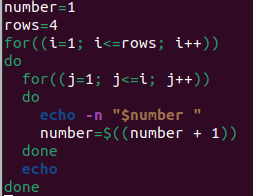 number=1
rows=4
for((i=1; i<=rows; i++))
do
  for((j=1; j<=i; j++))
  do
    echo -n "$number "
    number=$((number + 1))
  done
  echo
done